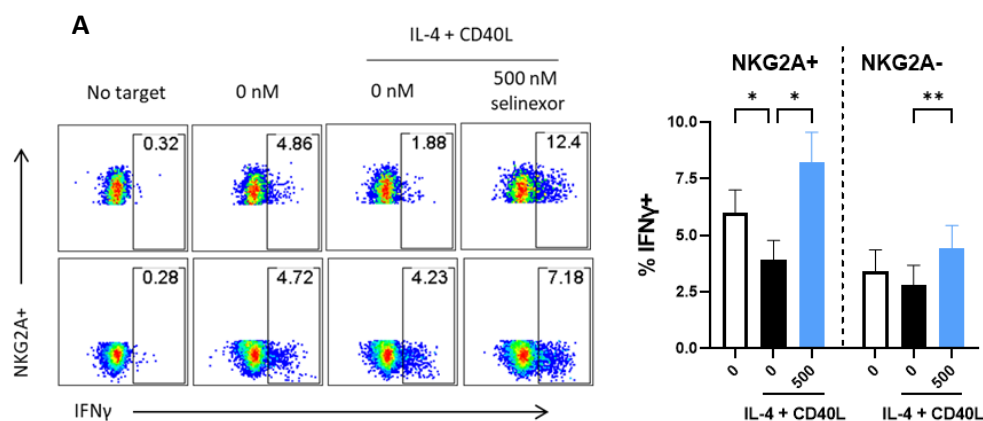 A
IL-4 + CD40L
No target
0 nM
0 nM
500 nM
selinexor
0.32
4.86
1.88
12.4
0.28
4.72
4.23
7.18
NKG2A+
IFNγ
NKG2A+
NKG2A-
*
*
**
% IFNγ+
10.0
7.5
5.0
2.5
0.0
0
0
500
0
0
500
IL-4 + CD40L
IL-4 + CD40L